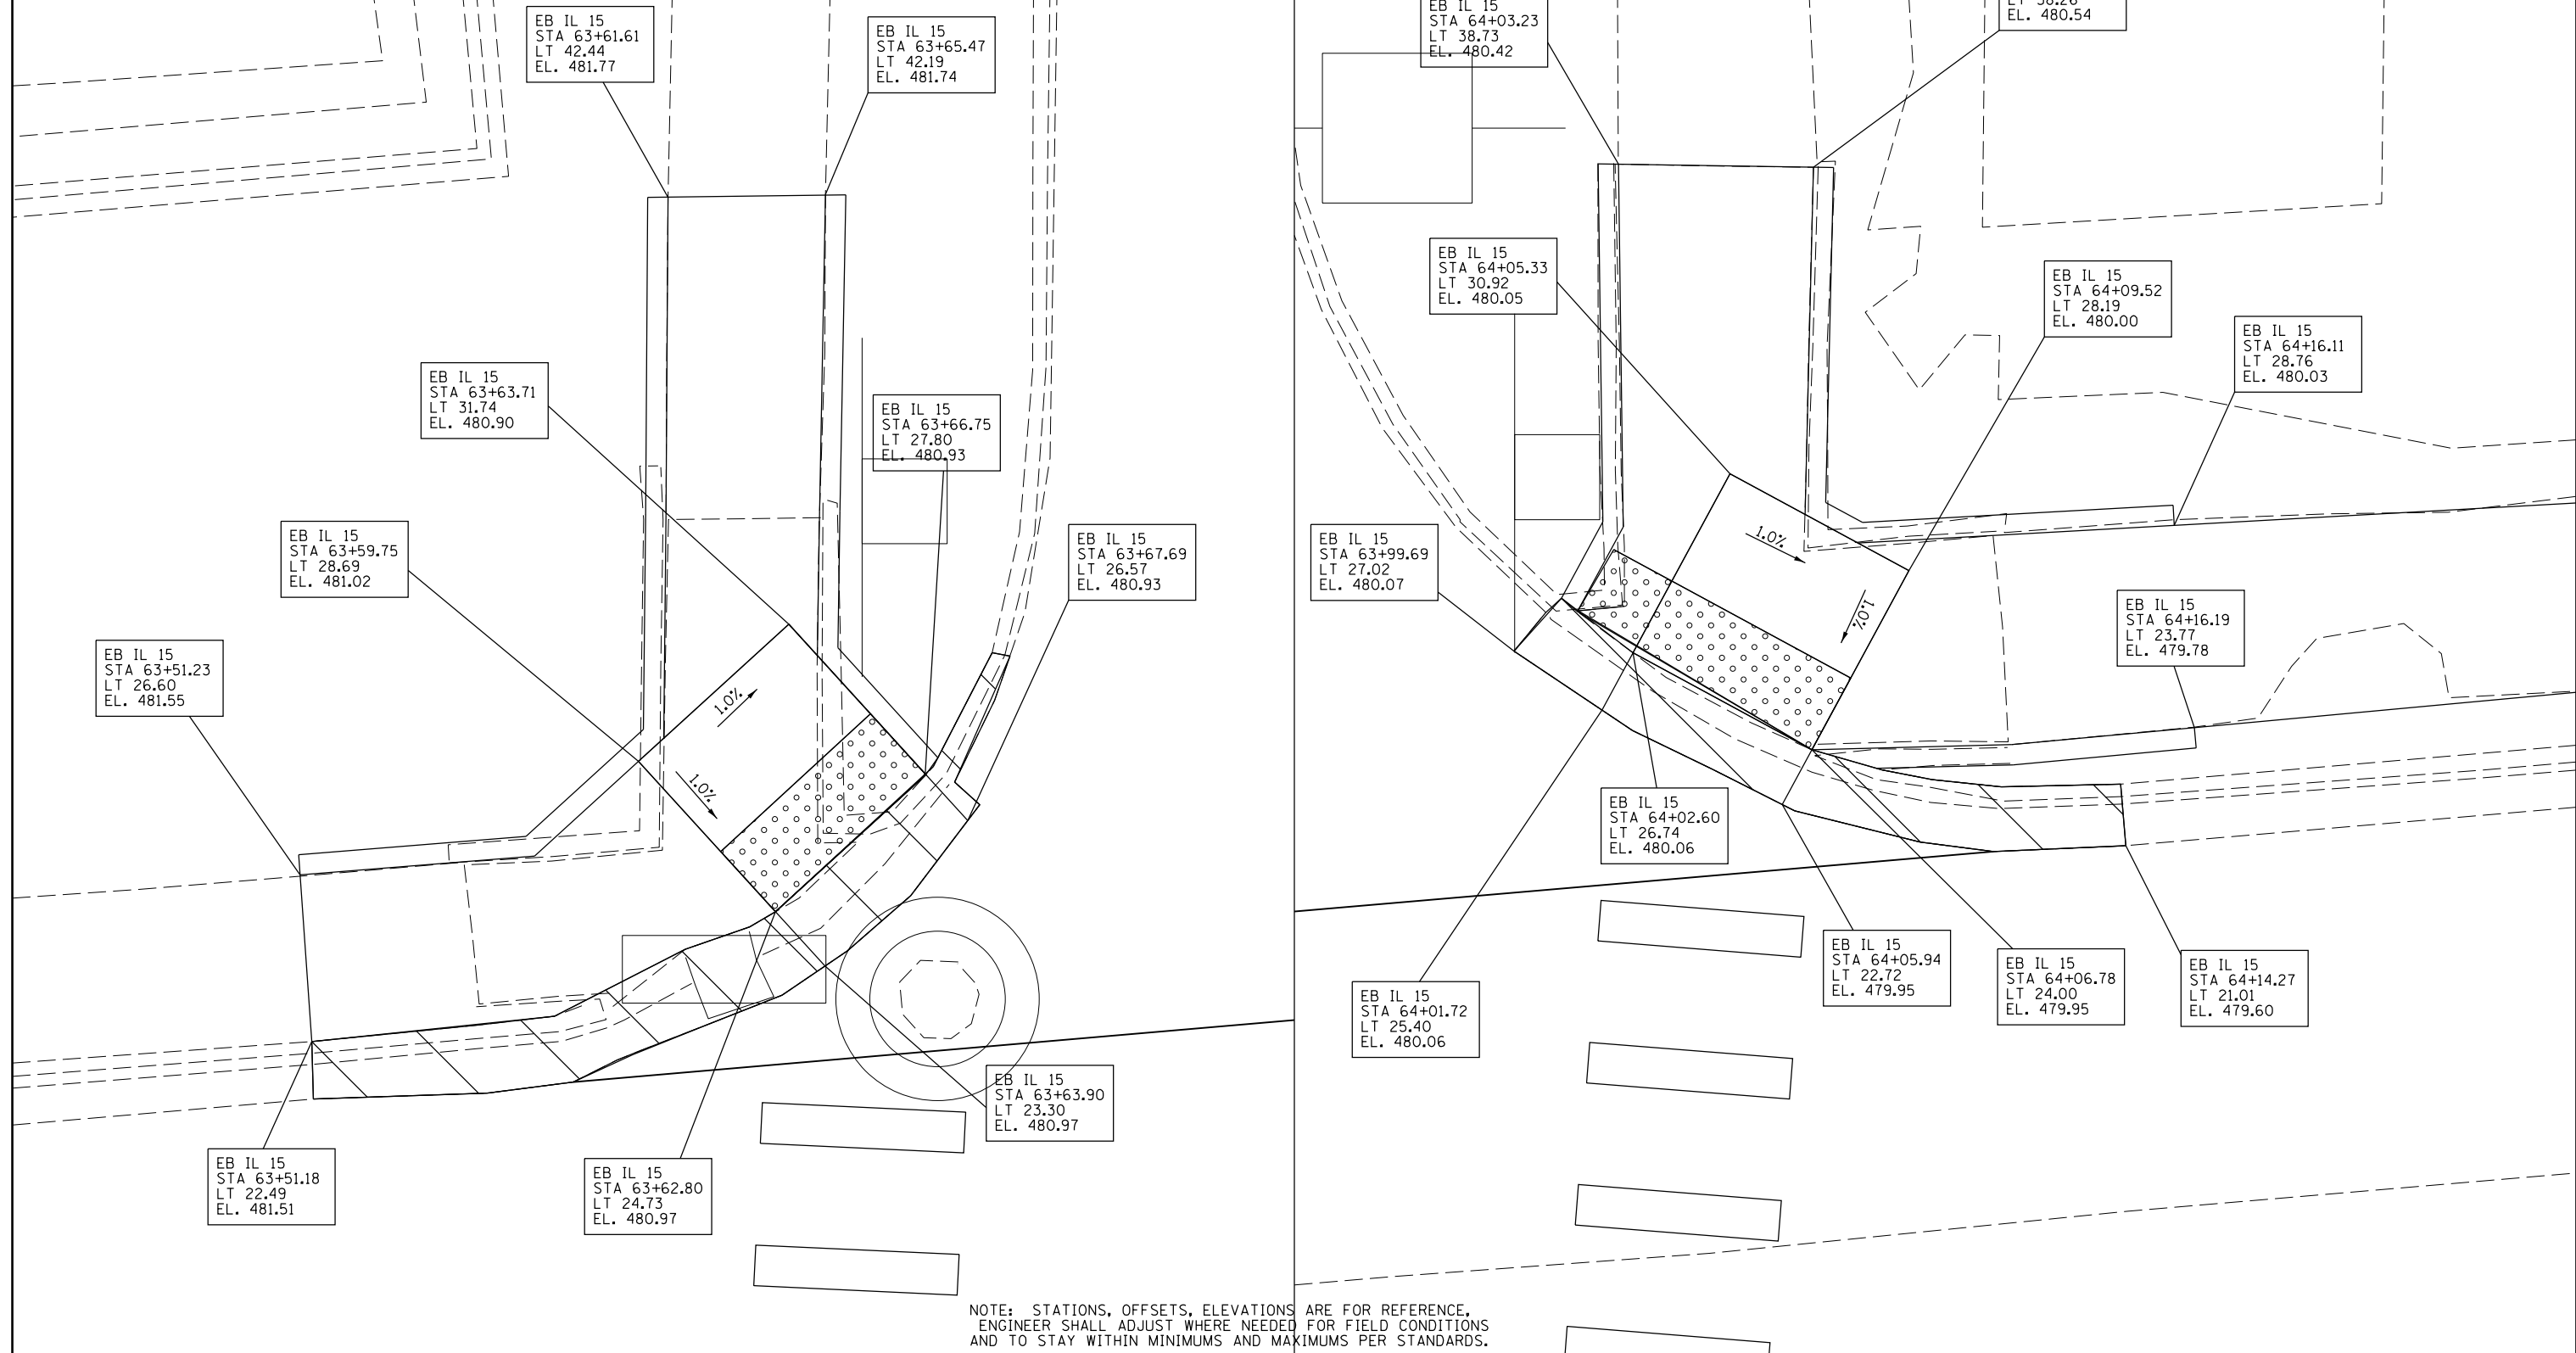 EB IL 15
STA 63+61.61
LT 42.44
EL. 481.77
EB IL 15
STA 63+65.47
LT 42.19
EL. 481.74
EB IL 15
STA 63+63.71
LT 31.74
EL. 480.90
EB IL 15
STA 63+66.75
LT 27.80
EL. 480.93
EB IL 15
STA 63+59.75
LT 28.69
EL. 481.02
EB IL 15
STA 63+67.69
LT 26.57
EL. 480.93
EB IL 15
STA 63+51.23
LT 26.60
EL. 481.55
1.0%
1.0%
EB IL 15
STA 63+63.90
LT 23.30
EL. 480.97
EB IL 15
STA 63+51.18
LT 22.49
EL. 481.51
EB IL 15
STA 63+62.80
LT 24.73
EL. 480.97
EB IL 15
STA 64+03.23
LT 38.73
EL. 480.42
LT 38.26
EL. 480.54
EB IL 15
STA 64+05.33
LT 30.92
EL. 480.05
EB IL 15
STA 64+09.52
LT 28.19
EL. 480.00
EB IL 15
STA 64+16.11
LT 28.76
EL. 480.03
EB IL 15
STA 63+99.69
LT 27.02
EL. 480.07
1.0%
1.0%
EB IL 15
STA 64+16.19
LT 23.77
EL. 479.78
EB IL 15
STA 64+02.60
LT 26.74
EL. 480.06
EB IL 15
STA 64+05.94
LT 22.72
EL. 479.95
EB IL 15
STA 64+06.78
LT 24.00
EL. 479.95
EB IL 15
STA 64+14.27
LT 21.01
EL. 479.60
EB IL 15
STA 64+01.72
LT 25.40
EL. 480.06
NOTE: STATIONS, OFFSETS, ELEVATIONS ARE FOR REFERENCE,
ENGINEER SHALL ADJUST WHERE NEEDED FOR FIELD CONDITIONS
AND TO STAY WITHIN MINIMUMS AND MAXIMUMS PER STANDARDS.